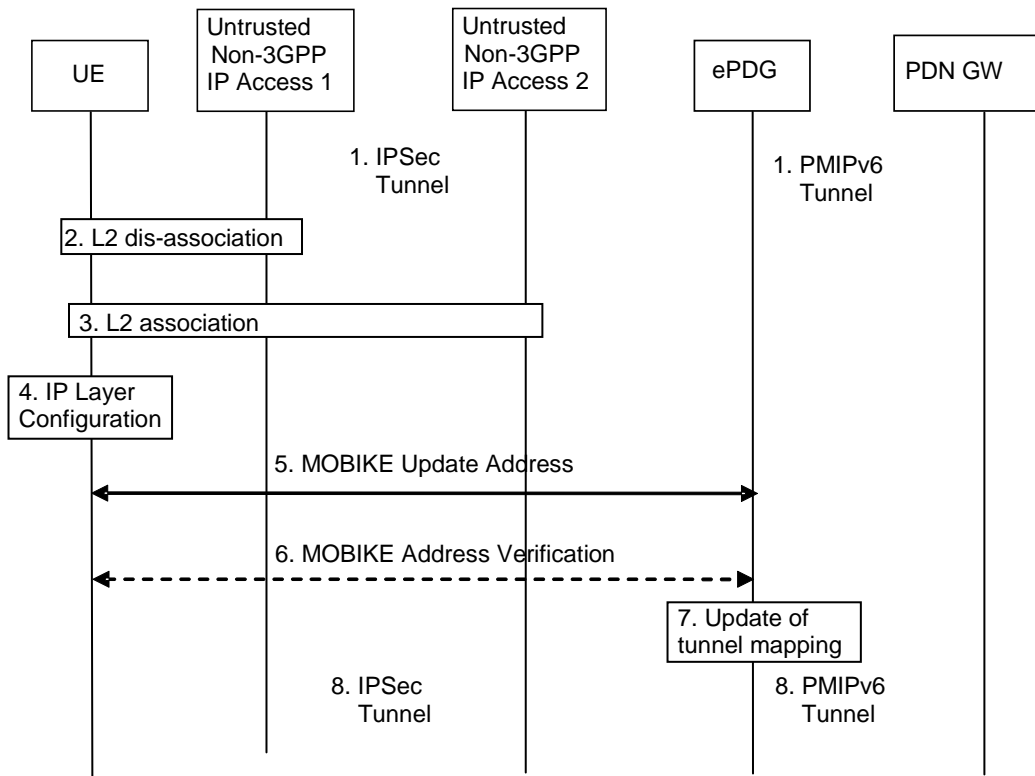 UE
Untrusted
Non-3GPP
IP Access 1
Untrusted
Non-3GPP
IP Access 2
ePDG
PDN GW
1. IPSec
Tunnel
1. PMIPv6
Tunnel
2. L2 dis-association
3. L2 association
4. IP Layer
Configuration
5. MOBIKE Update Address
6. MOBIKE Address Verification
7. Update of
tunnel mapping
8. IPSec
Tunnel
8. PMIPv6
Tunnel